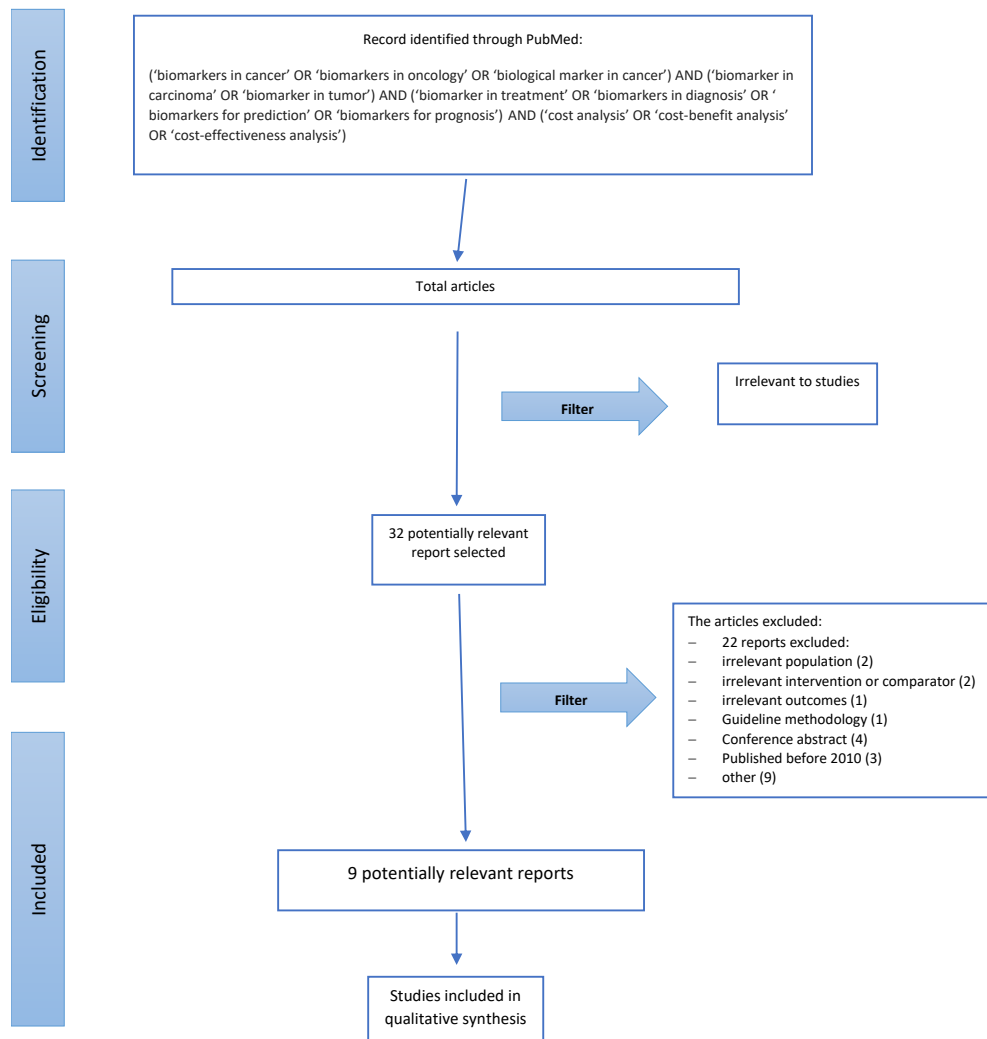 Identification
Record identified through PubMed:
(‘biomarkers in cancer’ OR ‘biomarkers in oncology’ OR ‘biological marker in cancer’) AND (‘biomarker in
carcinoma’ OR ‘biomarker in tumor’) AND (‘biomarker in treatment’ OR ‘biomarkers in diagnosis’ OR ‘
biomarkers for prediction’ OR ‘biomarkers for prognosis’) AND (‘cost analysis’ OR ‘cost-benefit analysis’
OR ‘cost-effectiveness analysis’)
Screening
Total articles
Filter
Irrelevant to studies
Eligibility
32 potentially relevant
report selected
Filter
The articles excluded:
– 22 reports excluded:
– irrelevant population (2)
– irrelevant intervention or comparator (2)
– irrelevant outcomes (1)
– Guideline methodology (1)
– Conference abstract (4)
– Published before 2010 (3)
– other (9)
Included
9 potentially relevant reports
Studies included in
qualitative synthesis